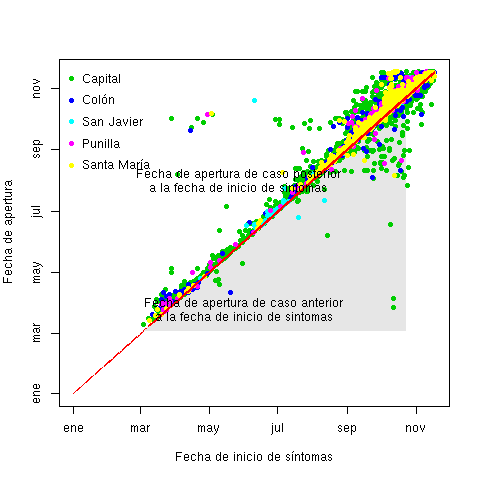 Capital
Colón
San Javier
Punilla
Santa María
Fecha de apertura de caso posterior
a la fecha de inicio de sintomas
Fecha de apertura de caso anterior
a la fecha de inicio de sintomas
Fecha de apertura
nov
sep
jul
may
mar
ene
ene mar may jul sep nov
Fecha de inicio de síntomas